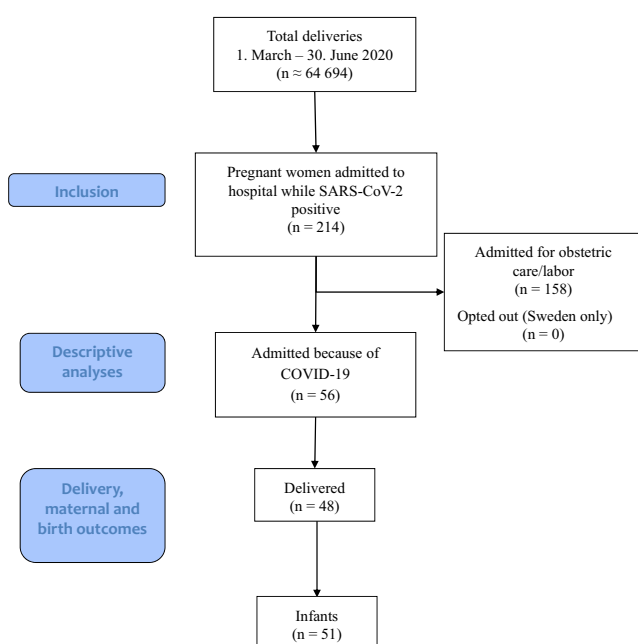 Total deliveries
1. March – 30. June 2020
(n ≈ 64 694)
Inclusion
Pregnant women admitted to
hospital while SARS-CoV-2
positive
(n = 214)
Admitted for obstetric
care/labor
(n = 158)
Opted out (Sweden only)
(n = 0)
Descriptive
analyses
Admitted because of
COVID-19
(n = 56)
Delivery,
maternal and
birth outcomes
Delivered
(n = 48)
Infants
(n = 51)